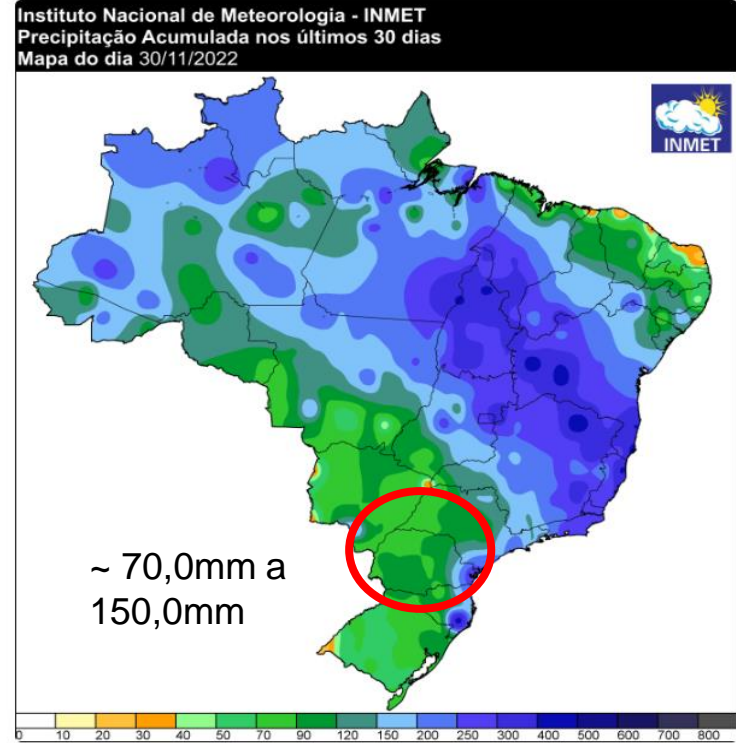 Instituto Nacional de Meteorologia - INMET
Precipitação Acumulada nos últimos 30 dias
Mapa do dia 30/11/2022
INMET
~ 70,0mm a
150,0mm
0 10 20 30 40 50 70 90 120 150 200 250 300 400 500 600 700 800